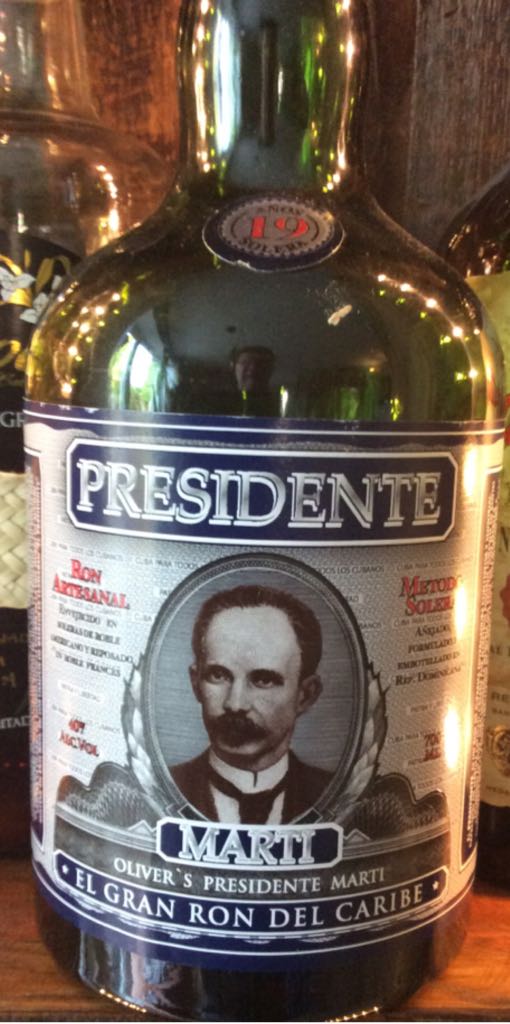 19
SOLERA
PRESIDENTE
RON
ARTESANAL
ENVEJECIDO EN
SOLERAS DE ROBLE
AMERICANO Y REPOSADO
EN ROBLE FRANCÉS
40º
ALC.VOL
METODO
SOLERA
AÑEJADO
FORMULADO
EMBOTELLADO EN
REP. DOMINICANA
MARTI
OLIVER`S PRESIDENTE MARTI
EL GRAN RON DEL CARIBE